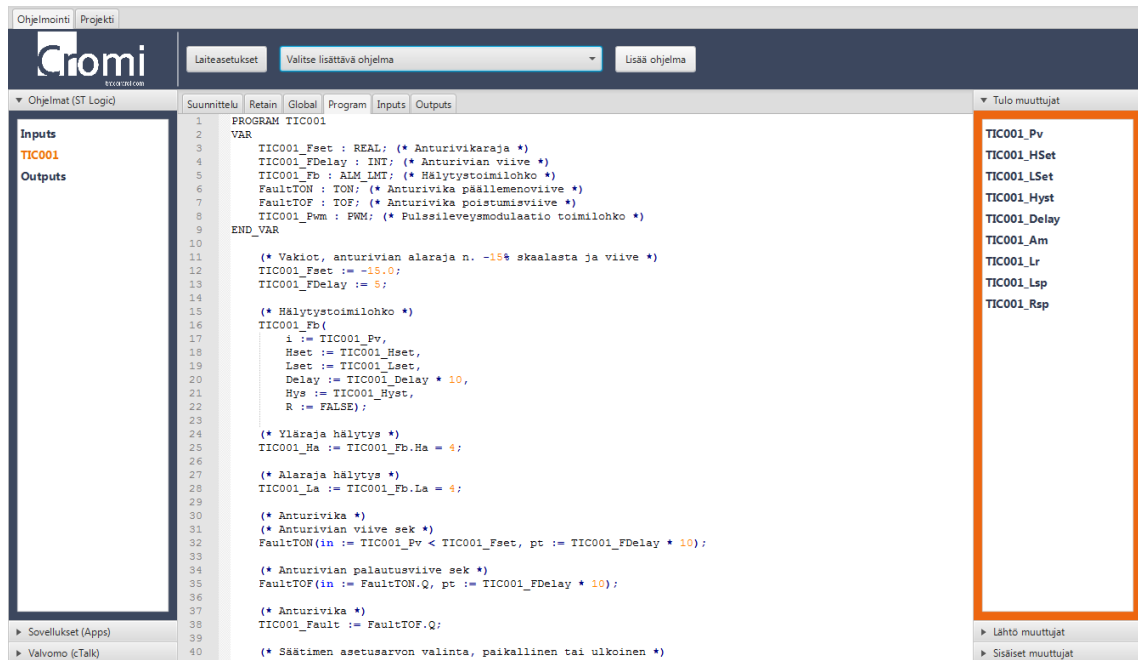 Ohjelmointi Projekti
Cromi
Laiteasetukset Valitse lisättävä ohjelma Lisää ohjelma
Ohjelmat (ST Logic)
Inputs
TIC001
Outputs
Sovellukset (Apps)
Valvomo (cTalk)
Suunnittelu Retain Global Program Inputs Outputs
1 PROGRAM TIC001
2 VAR
3 TIC001_Fset : REAL; (* Anturivikaraja *)
4 TIC001_FDelay : INT; (* Anturivian viive *)
5 TIC001_Fb : ALM_LMT; (* Hälytystoimilohko *)
6 FaultTON : TON; (* Anturivika päällemenoviive *)
7 FaultTOF : TOF; (* Anturivika poistumisviive *)
8 TIC001_Pwm : PWM; (* Pulssileveysmodulaatio toimilohko *)
9 END_VAR
10
11 (* Vakiot, anturivian alaraja n. -15% skaalasta ja viive *)
12 TIC001_Fset := -15.0;
13 TIC001_FDelay := 5;
14
15 (* Hälytystoimilohko *)
16 TIC001_Fb(
17 i := TIC001_Pv,
18 Hset := TIC001_Hset,
19 Lset := TIC001_Lset,
20 Delay := TIC001_Delay * 10,
21 Hys := TIC001_Hyst,
22 R := FALSE);
23
24 (* Yläraja hälytys *)
25 TIC001_Ha := TIC001_Fb.Ha = 4;
26
27 (* Alaraja hälytys *)
28 TIC001_La := TIC001_Fb.La = 4;
29
30 (* Anturivika *)
31 (* Anturivian viive sek *)
32 FaultTON(in := TIC001_Pv < TIC001_Fset, pt := TIC001_FDelay * 10);
33
34 (* Anturivian palautusviive sek *)
35 FaultTOF(in := FaultTON.Q, pt := TIC001_FDelay * 10);
36
37 (* Anturivika *)
38 TIC001_Fault := FaultTOF.Q;
39
40 (* Säätimen asetusarvon valinta, paikallinen tai ulkoinen *)
Tulo muuttujat
TIC001_Pv
TIC001_HSet
TIC001_LSet
TIC001_Hyst
TIC001_Delay
TIC001_Am
TIC001_Lr
TIC001_Lsp
TIC001_Rsp
Lähtö muuttujat
Sisäiset muuttujat